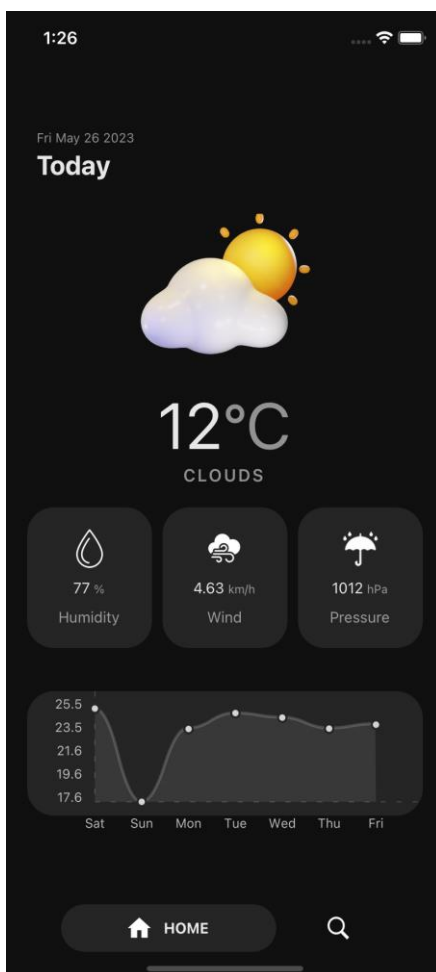 1:26
Fri May 26 2023
Today
12°C
CLOUDS
77 % 4.63 km/h 1012 hPa
Humidity Wind Pressure
25.5
23.5
21.6
19.6
17.6
Sat Sun Mon Tue Wed Thu Fri
HOME